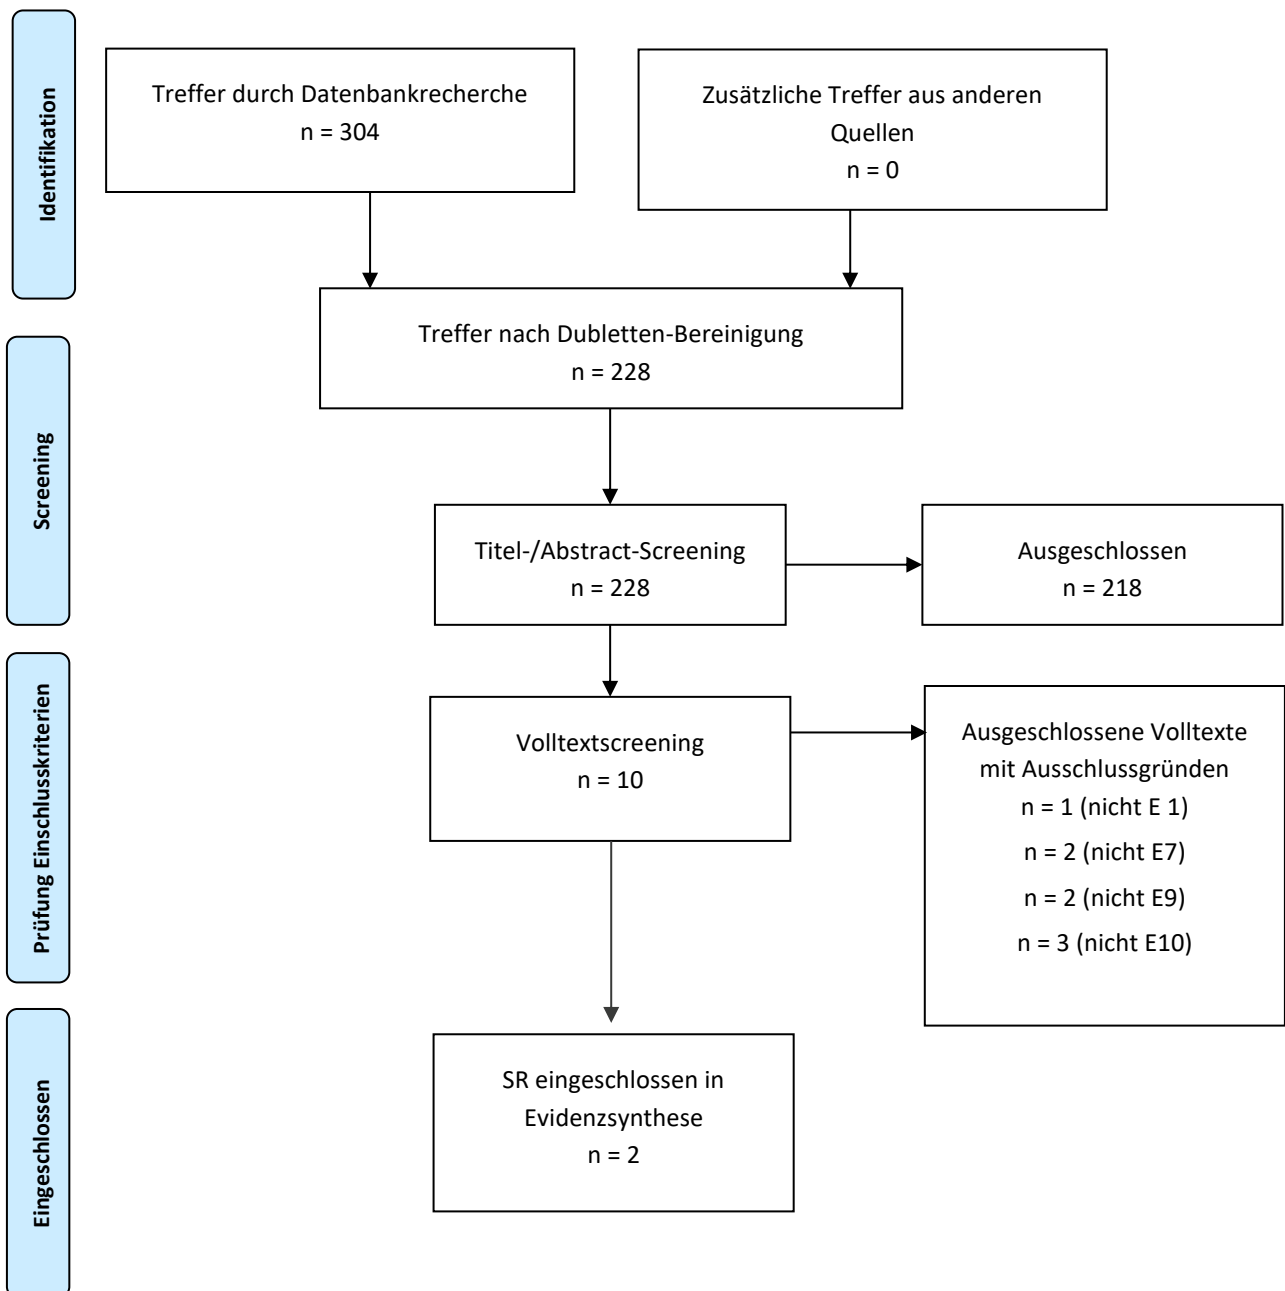 Identifikation
Treffer durch Datenbankrecherche
n = 304
Zusätzliche Treffer aus anderen
Quellen
n = 0
Treffer nach Dubletten-Bereinigung
n = 228
Screening
Titel-/Abstract-Screening
n = 228
Ausgeschlossen
n = 218
Prüfung Einschlusskriterien
Volltextscreening
n = 10
Ausgeschlossene Volltexte
mit Ausschlussgründen
n = 1 (nicht E 1)
n = 2 (nicht E7)
n = 2 (nicht E9)
n = 3 (nicht E10)
Eingeschlossen
SR eingeschlossen in
Evidenzsynthese
n = 2